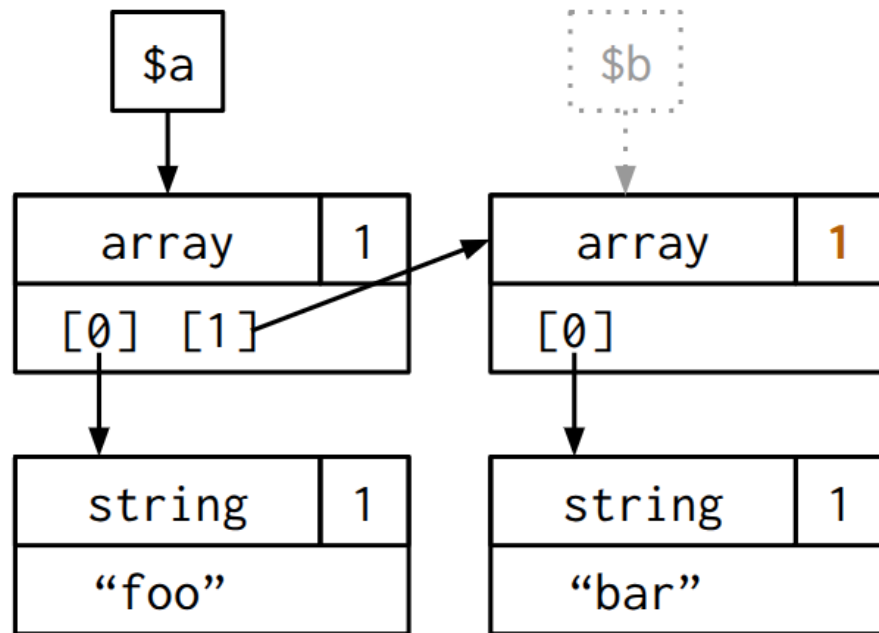 $a $b
array 1 array 1
[0] [1] [0]
string 1 string 1
“foo” “bar”